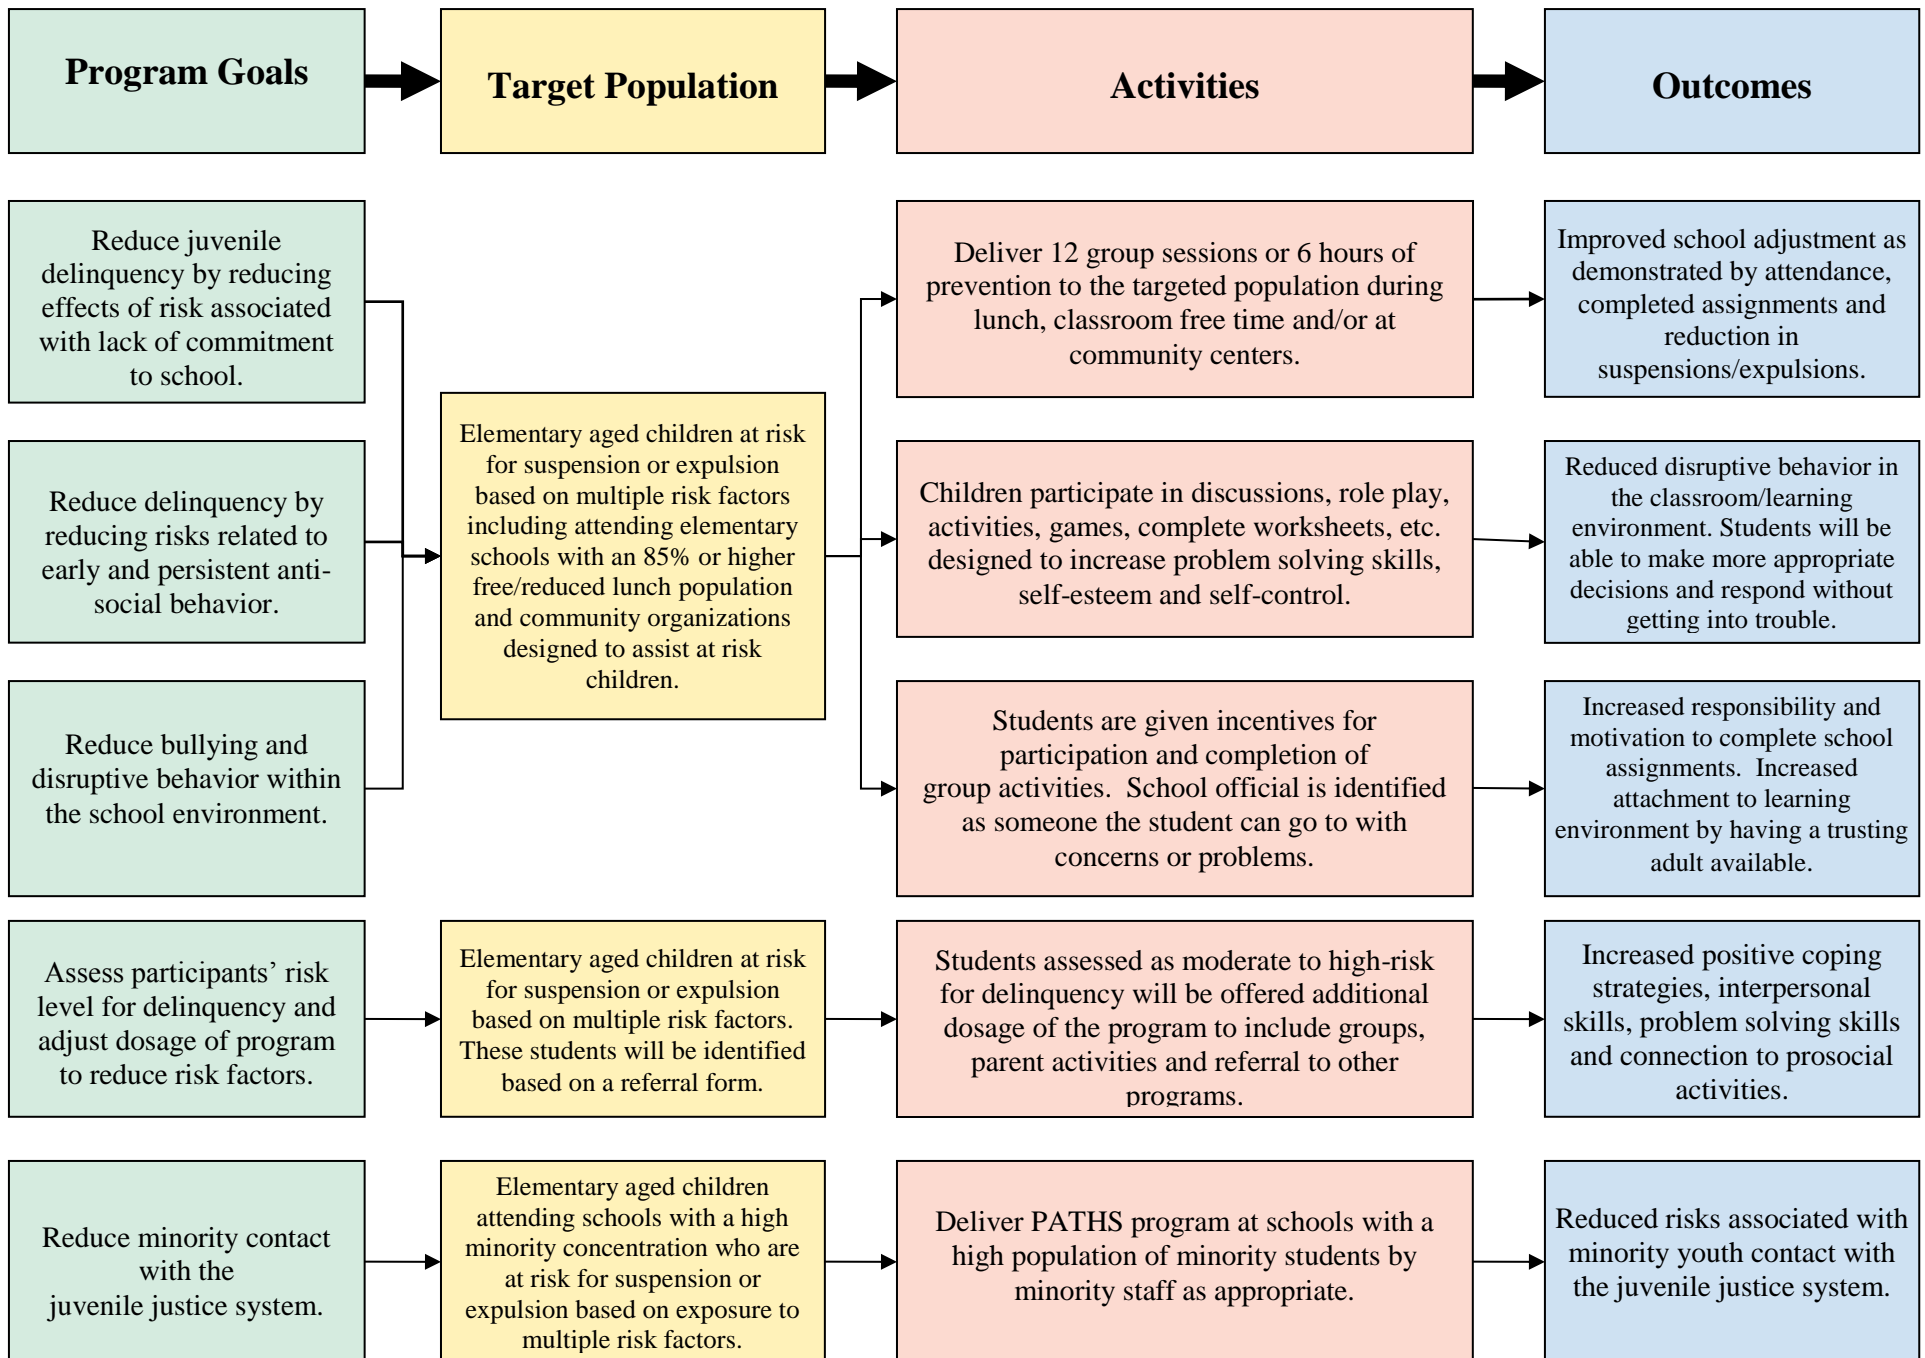 Program Goals
Target Population
Activities
Outcomes
Reduce juvenile
delinquency by reducing
effects of risk associated
with lack of commitment
to school.
Deliver 12 group sessions or 6 hours of
prevention to the targeted population during
lunch, classroom free time and/or at
community centers.
Improved school adjustment as
demonstrated by attendance,
completed assignments and
reduction in
suspensions/expulsions.
Elementary aged children at risk
for suspension or expulsion
based on multiple risk factors
including attending elementary
schools with an 85% or higher
free/reduced lunch population
and community organizations
designed to assist at risk
children.
Reduce delinquency by
reducing risks related to
early and persistent anti-
social behavior.
Children participate in discussions, role play,
activities, games, complete worksheets, etc.
designed to increase problem solving skills,
self-esteem and self-control.
Reduced disruptive behavior in
the classroom/learning
environment. Students will be
able to make more appropriate
decisions and respond without
getting into trouble.
Reduce bullying and
disruptive behavior within
the school environment.
Students are given incentives for
participation and completion of
group activities.  School official is identified
as someone the student can go to with
concerns or problems.
Increased responsibility and
motivation to complete school
assignments.  Increased
attachment to learning
environment by having a trusting
adult available.
Assess participants’ risk
level for delinquency and
adjust dosage of program
to reduce risk factors.
Elementary aged children at risk
for suspension or expulsion
based on multiple risk factors.
These students will be identified
based on a referral form.
Students assessed as moderate to high-risk
for delinquency will be offered additional
dosage of the program to include groups,
parent activities and referral to other
programs.
Increased positive coping
strategies, interpersonal
skills, problem solving skills
and connection to prosocial
activities.
Reduce minority contact
with the
juvenile justice system.
Elementary aged children
attending schools with a high
minority concentration who are
at risk for suspension or
expulsion based on exposure to
multiple risk factors.
Deliver PATHS program at schools with a
high population of minority students by
minority staff as appropriate.
Reduced risks associated with
minority youth contact with
the juvenile justice system.